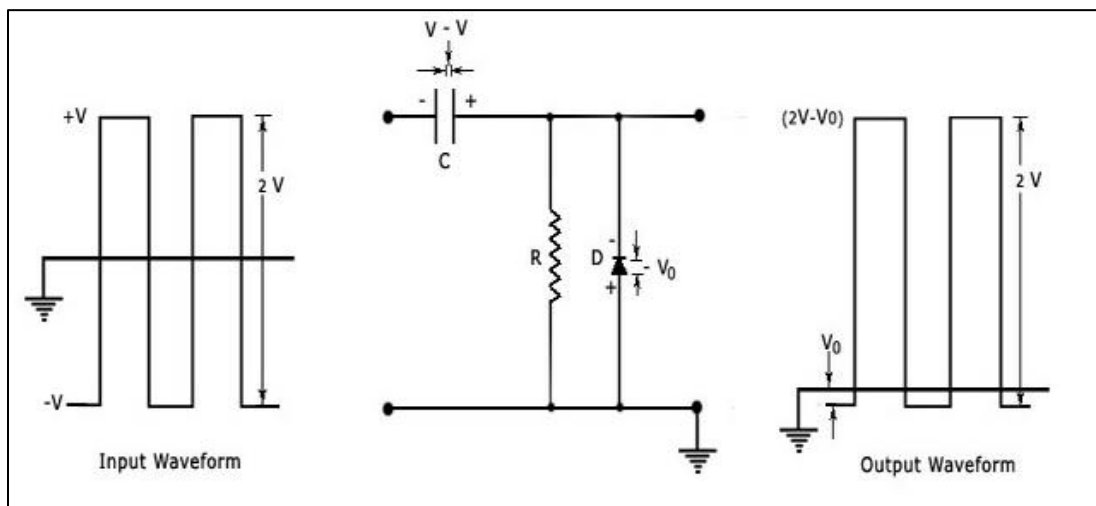 V - V
+V
2 V
-V
Input Waveform
- +
C
R
D
-
+
- V₀
(2V-V0)
2 V
V₀
Output Waveform